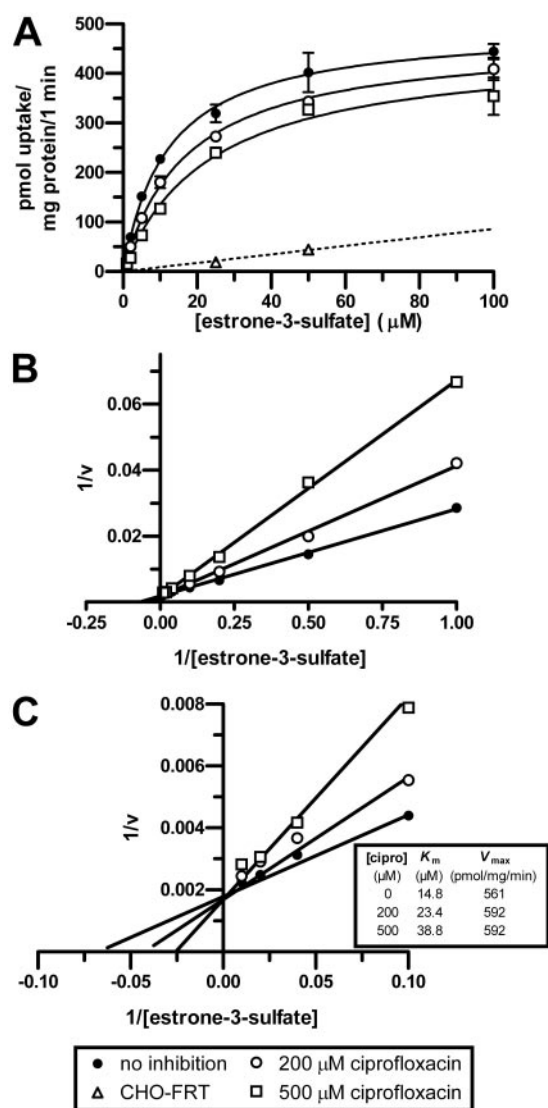 A
500
400
300
200
100
0
pmol uptake/
mg protein/1 min
0 20 40 60 80 100
[estrone-3-sulfate] (μM)
B
0.06
0.04
0.02
1/v
-0.25 0.00 0.25 0.50 0.75 1.00
1/[estrone-3-sulfate]
C
0.008
0.006
0.004
0.002
1/v
[cipro] Km Vmax
(μM) (μM) (pmol/mg/min)
0 14.8 561
200 23.4 592
500 38.8 592
-0.10 -0.05 0.00 0.05 0.10
1/[estrone-3-sulfate]
no inhibition 200 μM ciprofloxacin
CHO-FRT 500 μM ciprofloxacin